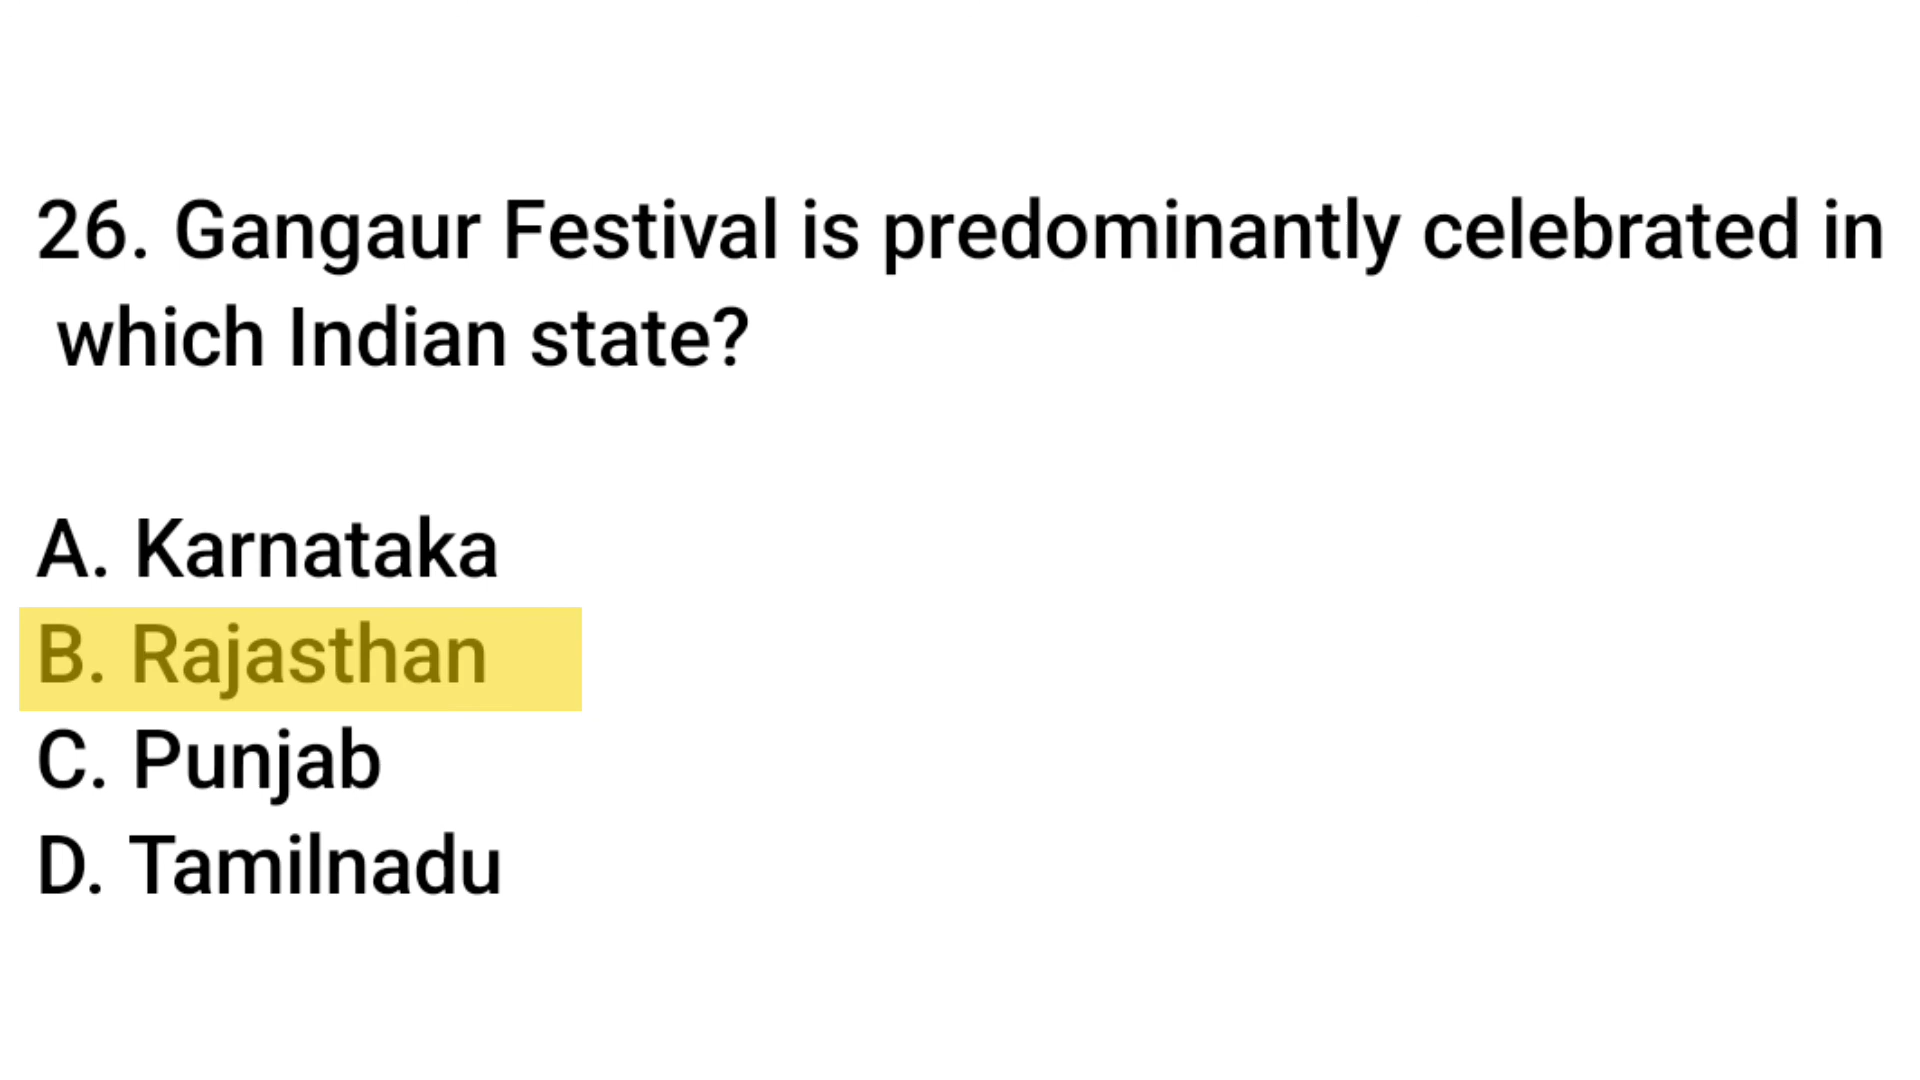 26. Gangaur Festival is predominantly celebrated in
which Indian state?
A. Karnataka
B. Rajasthan
C. Punjab
D. Tamilnadu